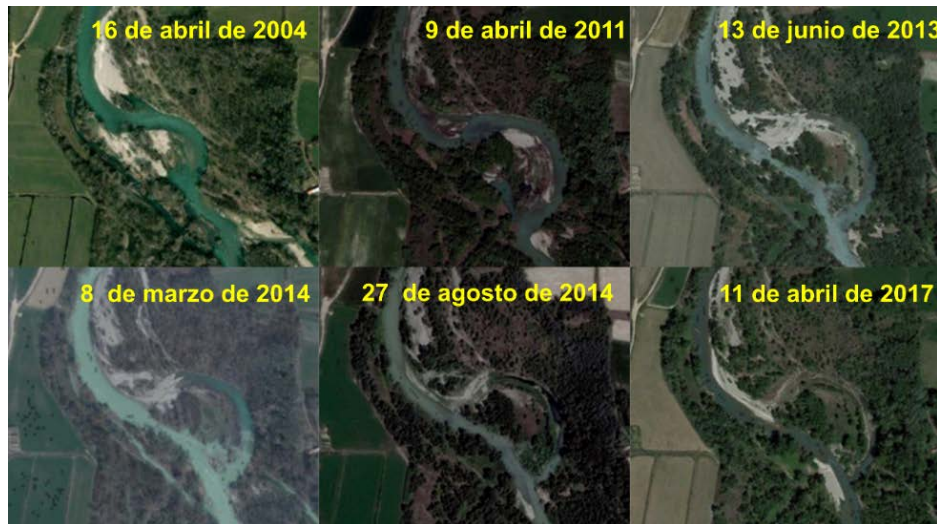 16 de abril de 2004
9 de abril de 2011
13 de junio de 2013
8 de marzo de 2014
27 de agosto de 2014
11 de abril de 2017